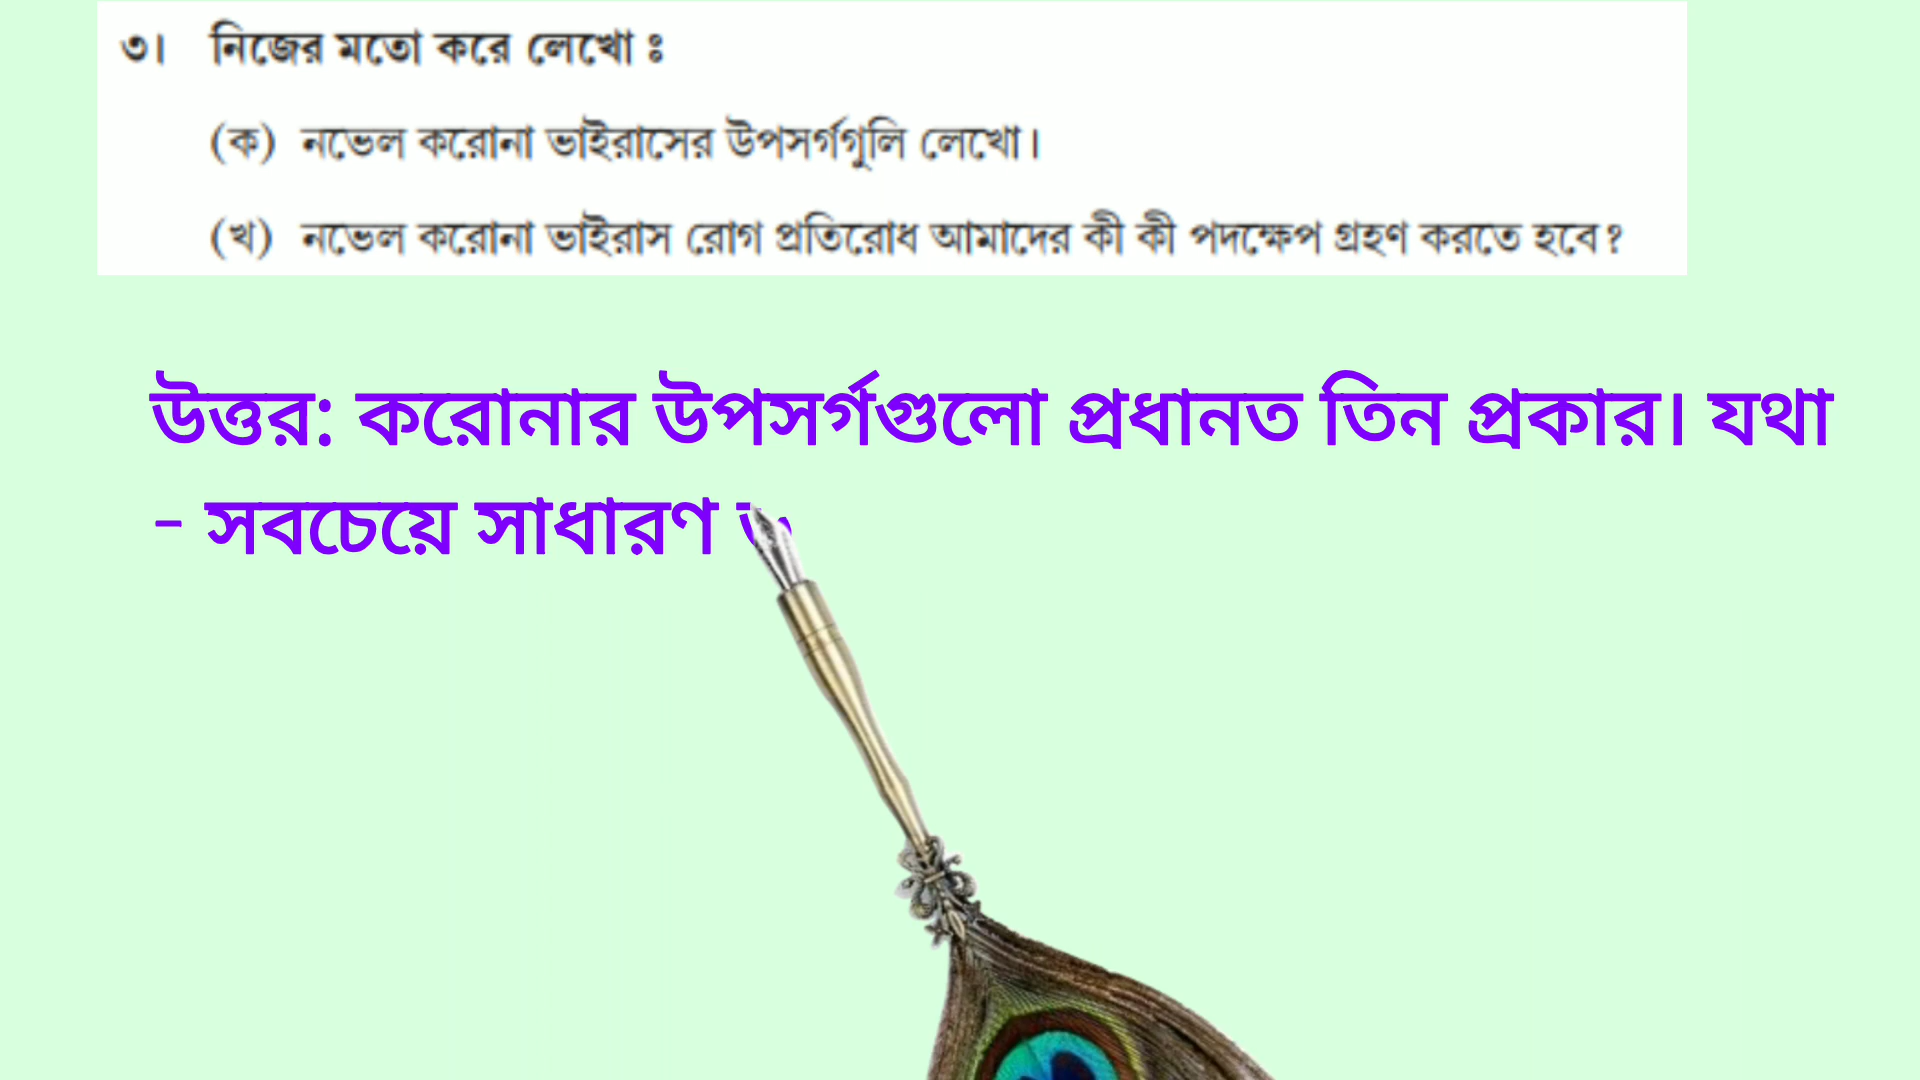 ৩। নিজের মতো করে লেখো ঃ
(ক) নভেল করোনা ভাইরাসের উপসর্গগুলি লেখো।
(খ) নভেল করোনা ভাইরাস রোগ প্রতিরোধ আমাদের কী কী পদক্ষেপ গ্রহণ করতে হবে?
উত্তর: করোনার উপসর্গগুলো প্রধানত তিন প্রকার। যথা
- সবচেয়ে সাধারণ